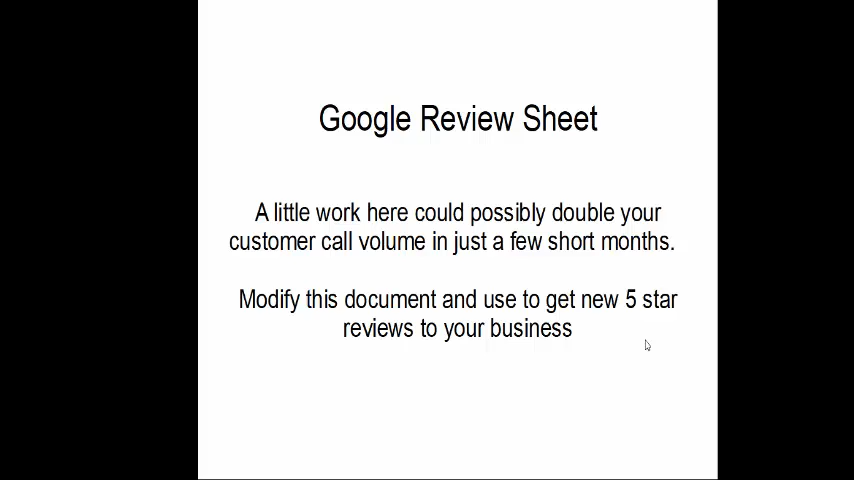 Google Review Sheet
A little work here could possibly double your
customer call volume in just a few short months.
Modify this document and use to get new 5 star
reviews to your business